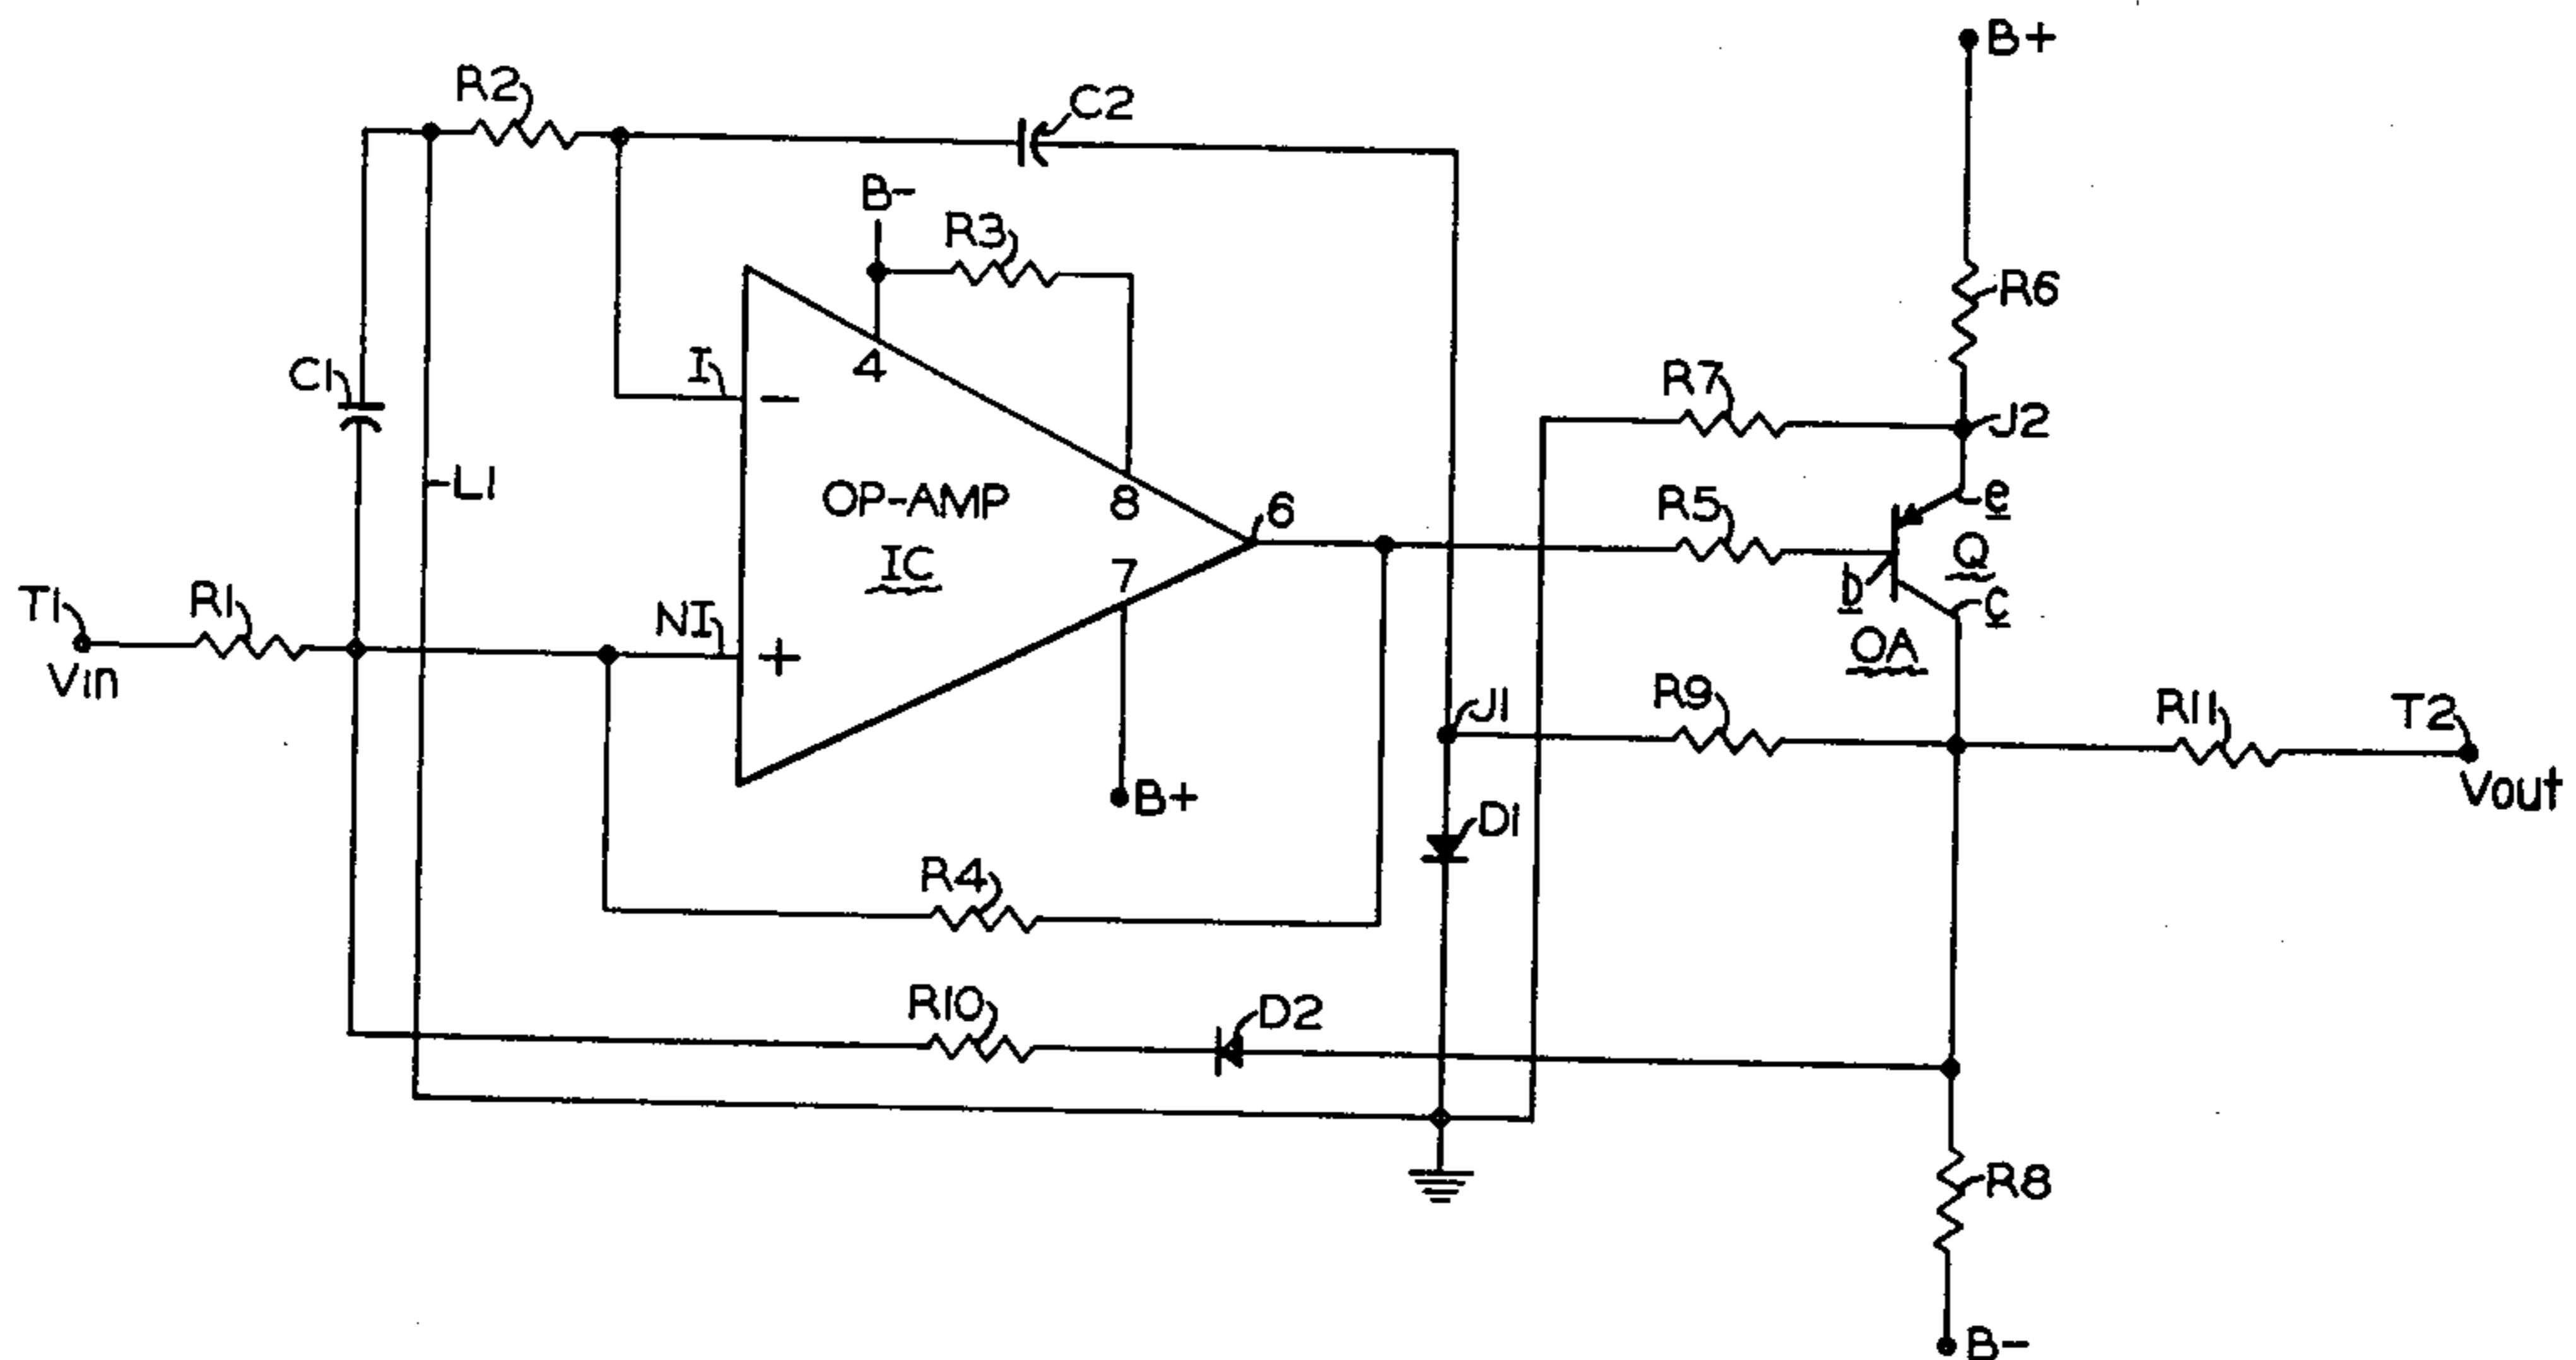 B+
R2
C2
B-
R3
R6
C1
I
−
4
R7
J2
L1
OP-AMP
IC
8
6
R5
e
Q
b
c
OA
T1
R1
Vin
NI
+
7
J1
R9
R11
T2
Vout
B+
D1
R4
R10
D2
R8
B-